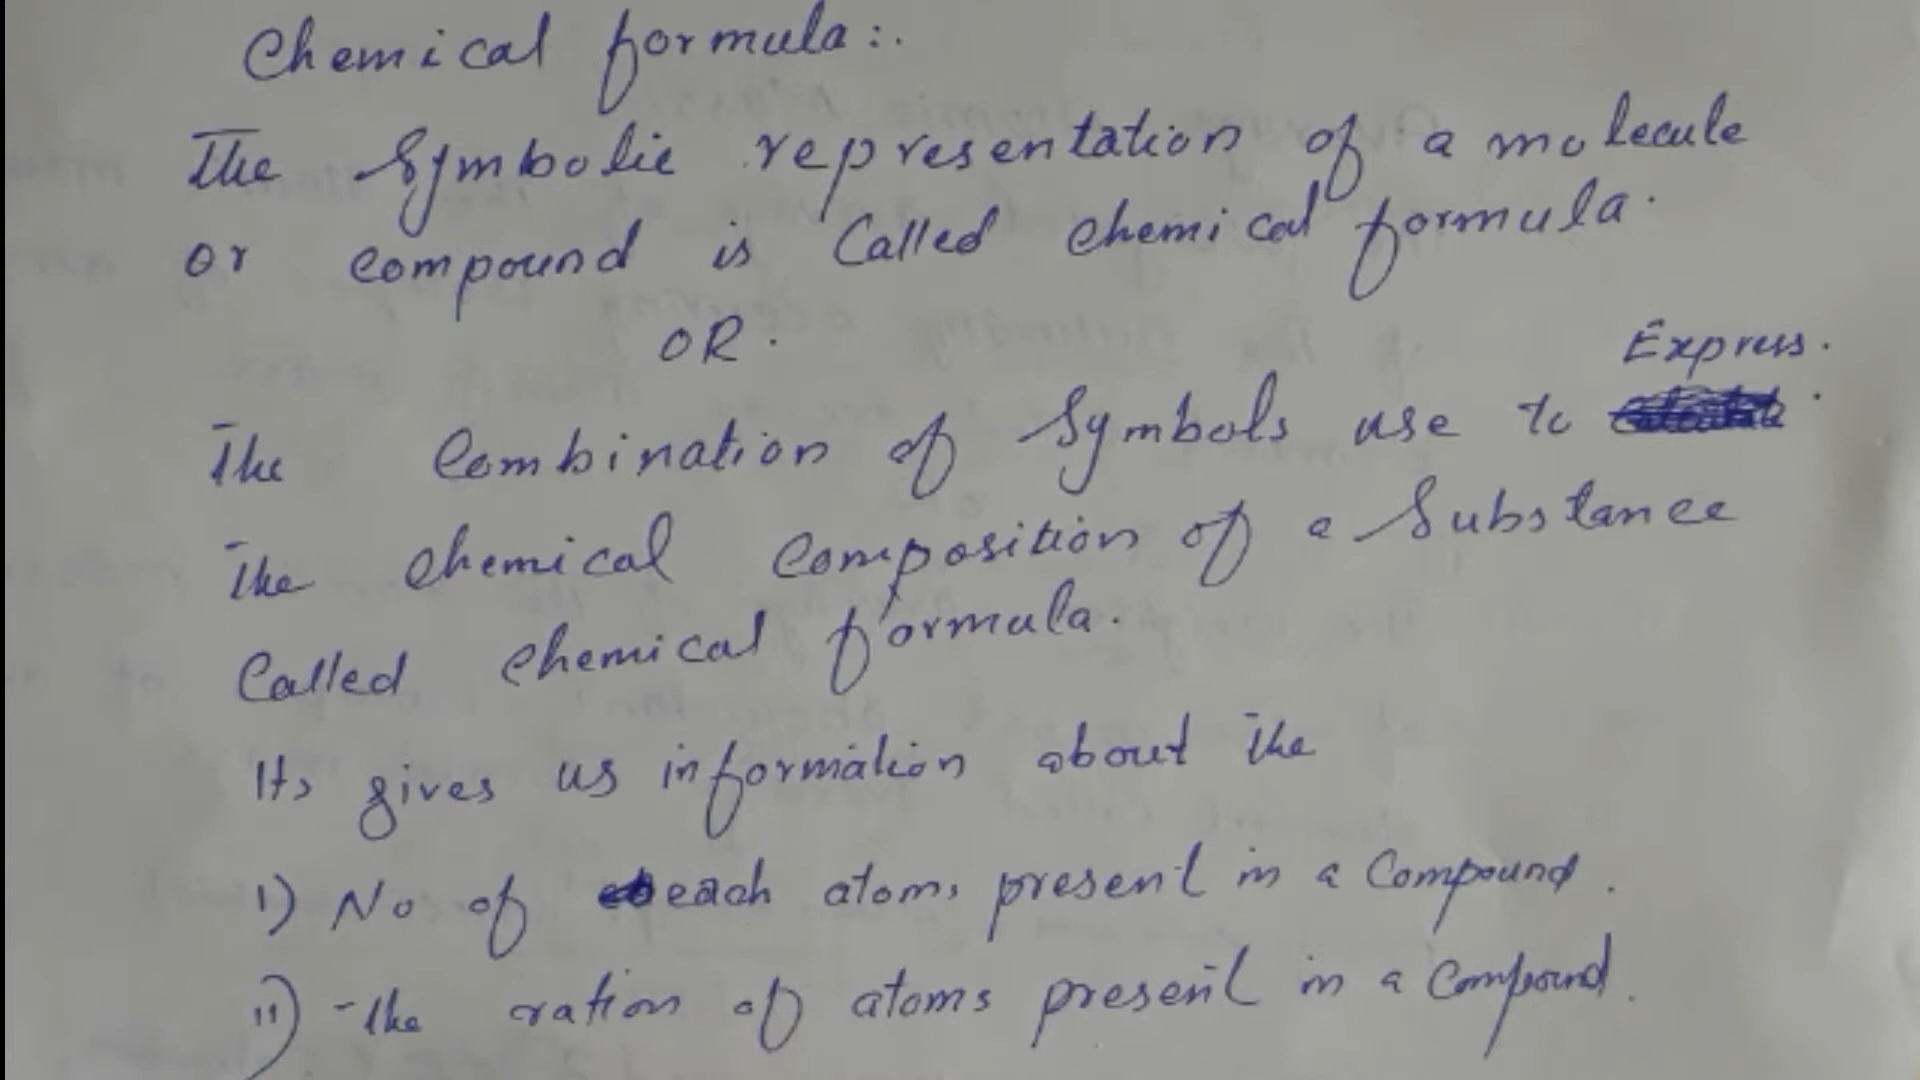 Chemical formula:.
The Symbolic representation of a molecule
or compound is Called chemical formula.
OR.
Express.
The Combination of Symbols use to
The chemical Composition of a Substance
Called chemical formula.
Its gives us information about the
i) No of each atoms present in a Compound.
ii) - the ration of atoms present in a Compound.